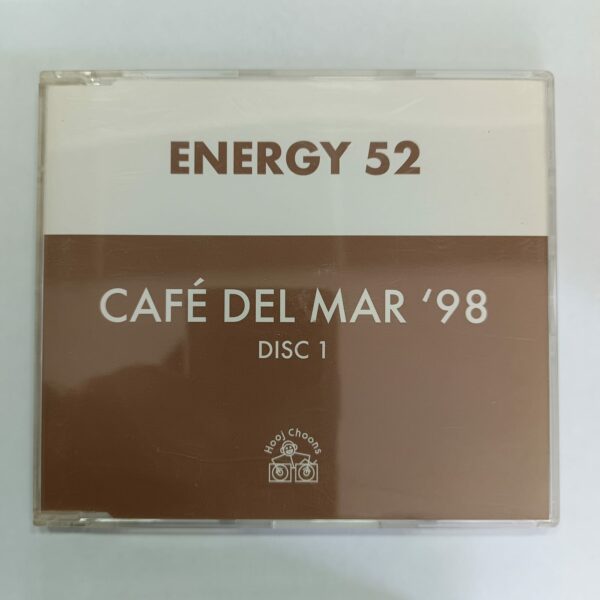 ENERGY 52
CAFÉ DEL MAR ‘98
DISC 1
Hooj Choons